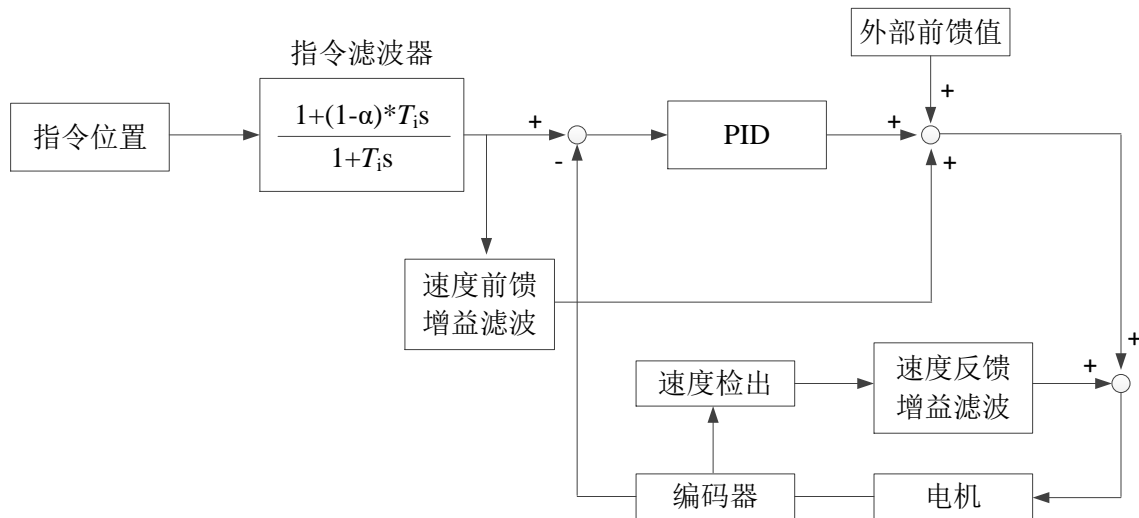 外部前馈值
指令滤波器
指令位置
1+(1-α)*Tᵢs
1+Tᵢs
+
-
PID
+
+
+
速度前馈
增益滤波
速度检出
速度反馈
增益滤波
+
+
编码器
电机